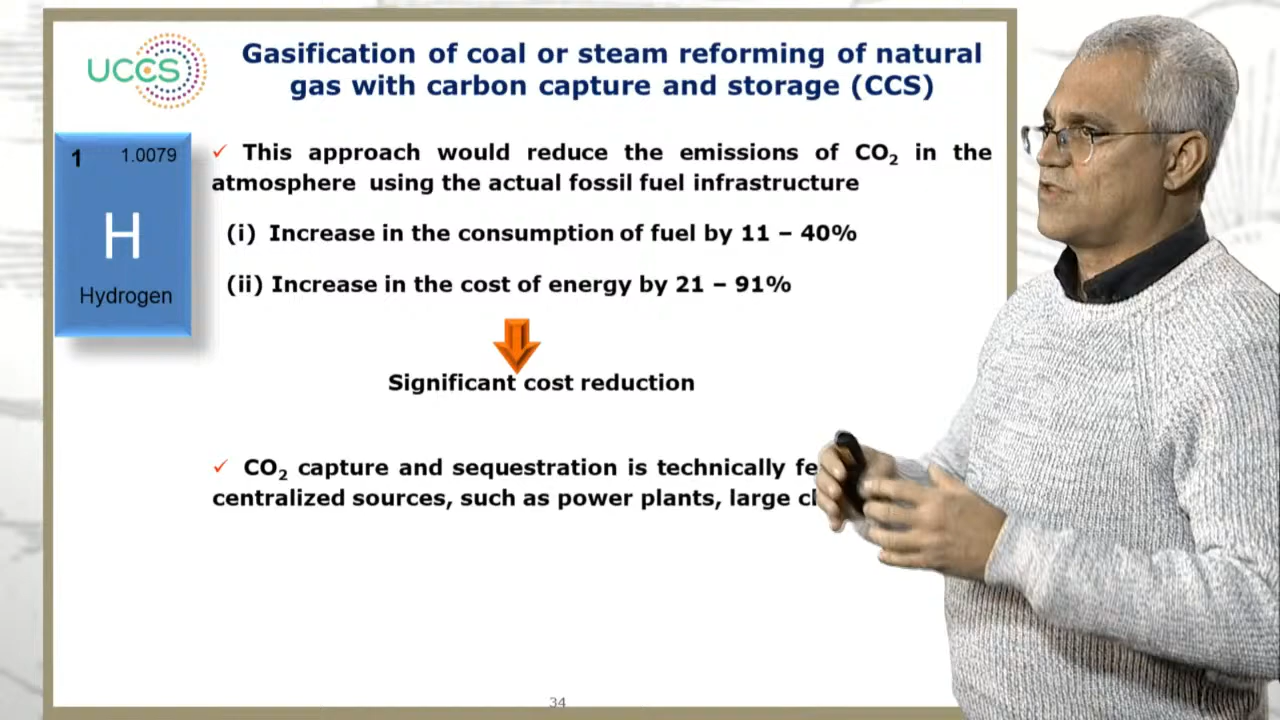 UCCS
Gasification of coal or steam reforming of natural
gas with carbon capture and storage (CCS)
1 1.0079
H
Hydrogen
✓ This approach would reduce the emissions of CO₂ in the
atmosphere using the actual fossil fuel infrastructure
(i) Increase in the consumption of fuel by 11 – 40%
(ii) Increase in the cost of energy by 21 – 91%
Significant cost reduction
✓ CO₂ capture and sequestration is technically
centralized sources, such as power plants, large
34